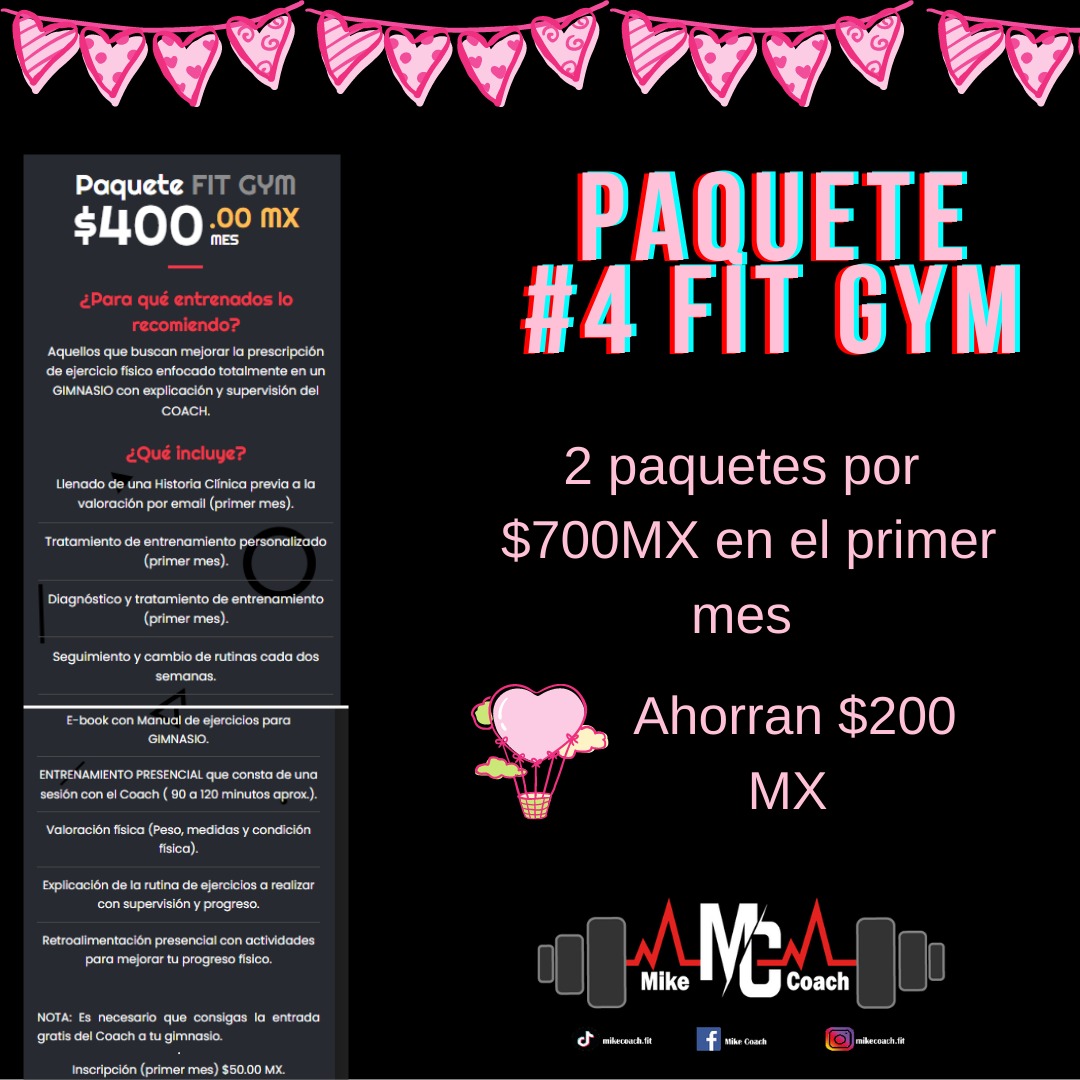 Paquete FIT GYM
$400.00 MX
MES
¿Para qué entrenados lo
recomiendo?
Aquellos que buscan mejorar la prescripción
de ejercicio físico enfocado totalmente en un
GIMNASIO con explicación y supervisión del
COACH.
¿Qué incluye?
Llenado de una Historia Clínica previa a la
valoración por email (primer mes).
Tratamiento de entrenamiento personalizado
(primer mes).
Diagnóstico y tratamiento de entrenamiento
(primer mes).
Seguimiento y cambio de rutinas cada dos
semanas.
E-book con Manual de ejercicios para
GIMNASIO.
ENTRENAMIENTO PRESENCIAL que consta de una
sesión con el Coach ( 90 a 120 minutos aprox.).
Valoración física (Peso, medidas y condición
física).
Explicación de la rutina de ejercicios a realizar
con supervisión y progreso.
Retroalimentación presencial con actividades
para mejorar tu progreso físico.
NOTA: Es necesario que consigas la entrada
gratis del Coach a tu gimnasio.
.
Inscripción (primer mes) $50.00 MX.
PAQUETE
#4 FIT GYM
2 paquetes por
$700MX en el primer
mes
Ahorran $200
MX
MC
Mike Coach
mikecoach.fit Mike Coach mikecoach.fit